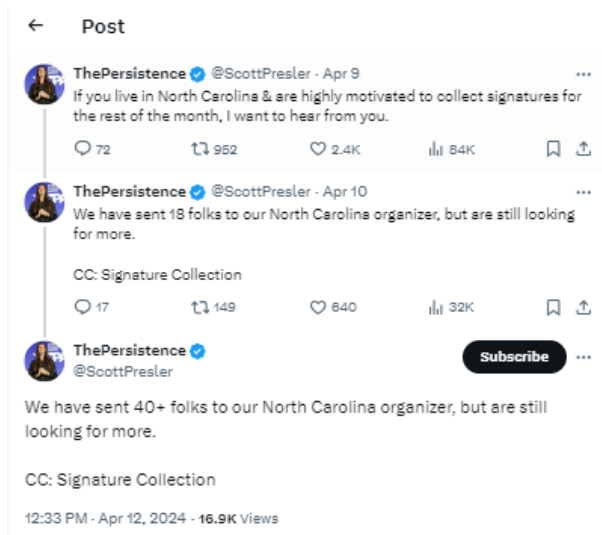 Post
ThePersistence @ScottPresler · Apr 9
If you live in North Carolina & are highly motivated to collect signatures for
the rest of the month, I want to hear from you.
72 952 2.4K 84K
ThePersistence @ScottPresler · Apr 10
We have sent 18 folks to our North Carolina organizer, but are still looking
for more.
CC: Signature Collection
17 149 640 32K
ThePersistence
@ScottPresler
Subscribe
We have sent 40+ folks to our North Carolina organizer, but are still
looking for more.
CC: Signature Collection
12:33 PM · Apr 12, 2024 · 16.9K Views